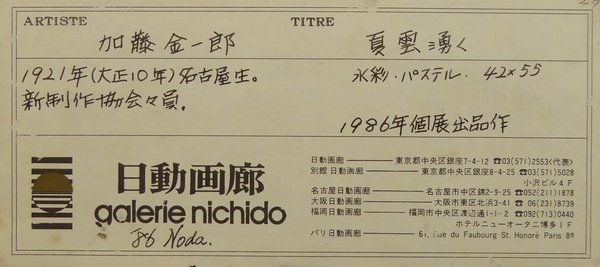 ARTISTE TITRE
加藤金一郎 夏雲湧く
1921年(大正10年)名古屋生。 水彩・パステル・42×55
新制作協会々員。
1986年個展出品作
日動画廊
galerie nichido
'86 Noda.
日動画廊 東京都中央区銀座7-4-12 ☎03(571)2553<代表>
別館日動画廊 東京都中央区銀座8-4-25 ☎03(571)5028
小沢ビル4F
名古屋日動画廊 名古屋市中区錦2-9-25 ☎052(211)1878
大阪日動画廊 大阪市東区北浜3-41 ☎06(231)8739
福岡日動画廊 福岡市中央区渡辺通1-1-2 ☎092(713)0440
ホテルニューオータニ博多1F
パリ日動画廊 61, Rue du Faubourg St. Honoré Paris 8e